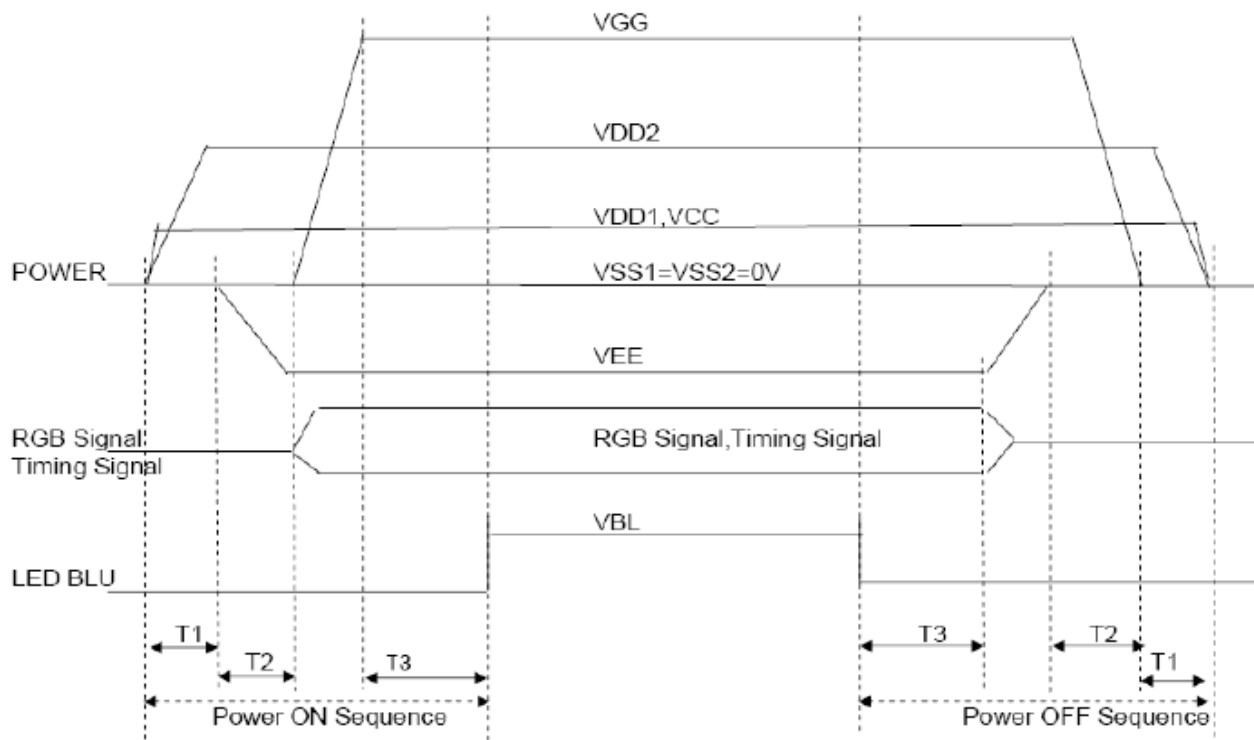 VGG
VDD2
VDD1,VCC
POWER
VSS1=VSS2=0V
VEE
RGB Signal
Timing Signal
RGB Signal,Timing Signal
VBL
LED BLU
T1
T2
T3
T3
T2
T1
Power ON Sequence
Power OFF Sequence